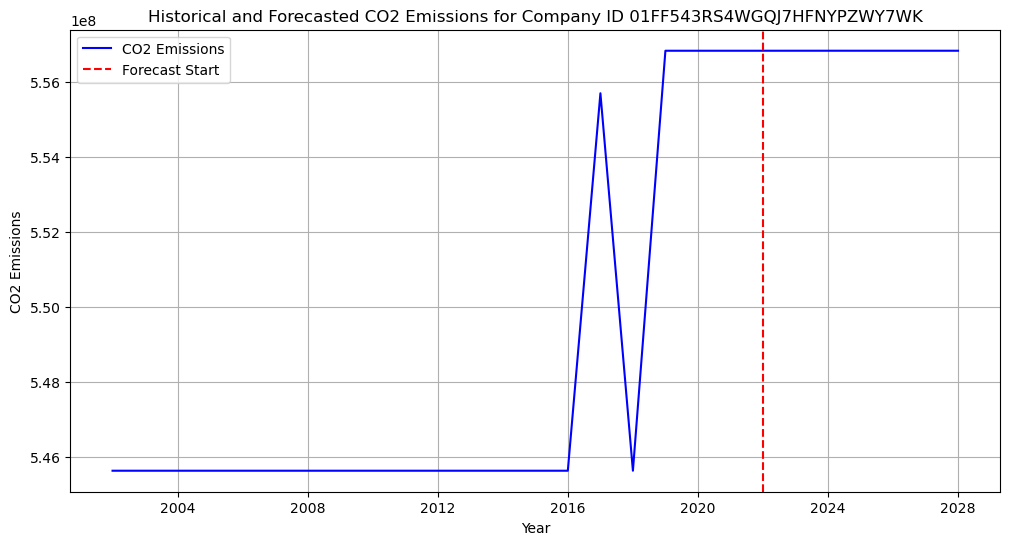 Historical and Forecasted CO2 Emissions for Company ID 01FF543RS4WGQJ7HFNYPZWY7WK
1e8
CO2 Emissions
Forecast Start
5.56
5.54
5.52
5.50
5.48
5.46
CO2 Emissions
2004 2008 2012 2016 2020 2024 2028
Year